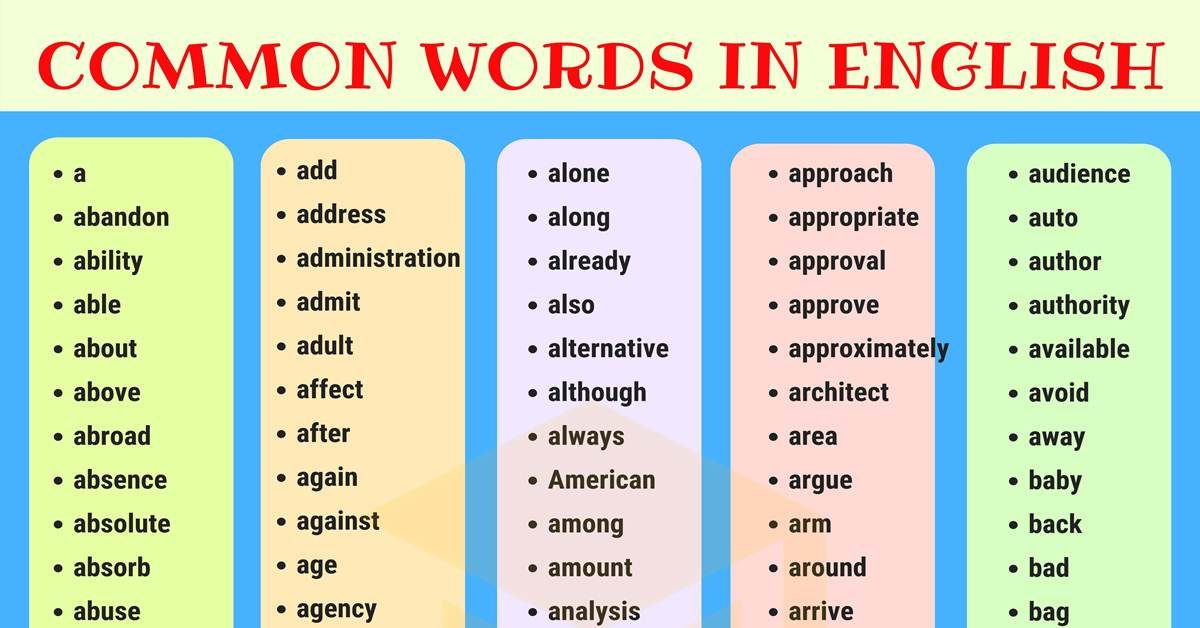 COMMON WORDS IN ENGLISH
• a
• abandon
• ability
• able
• about
• above
• abroad
• absence
• absolute
• absorb
• abuse
• add
• address
• administration
• admit
• adult
• affect
• after
• again
• against
• age
• agency
• alone
• along
• already
• also
• alternative
• although
• always
• American
• among
• amount
• analysis
• approach
• appropriate
• approval
• approve
• approximately
• architect
• area
• argue
• arm
• around
• arrive
• audience
• auto
• author
• authority
• available
• avoid
• away
• baby
• back
• bad
• bag